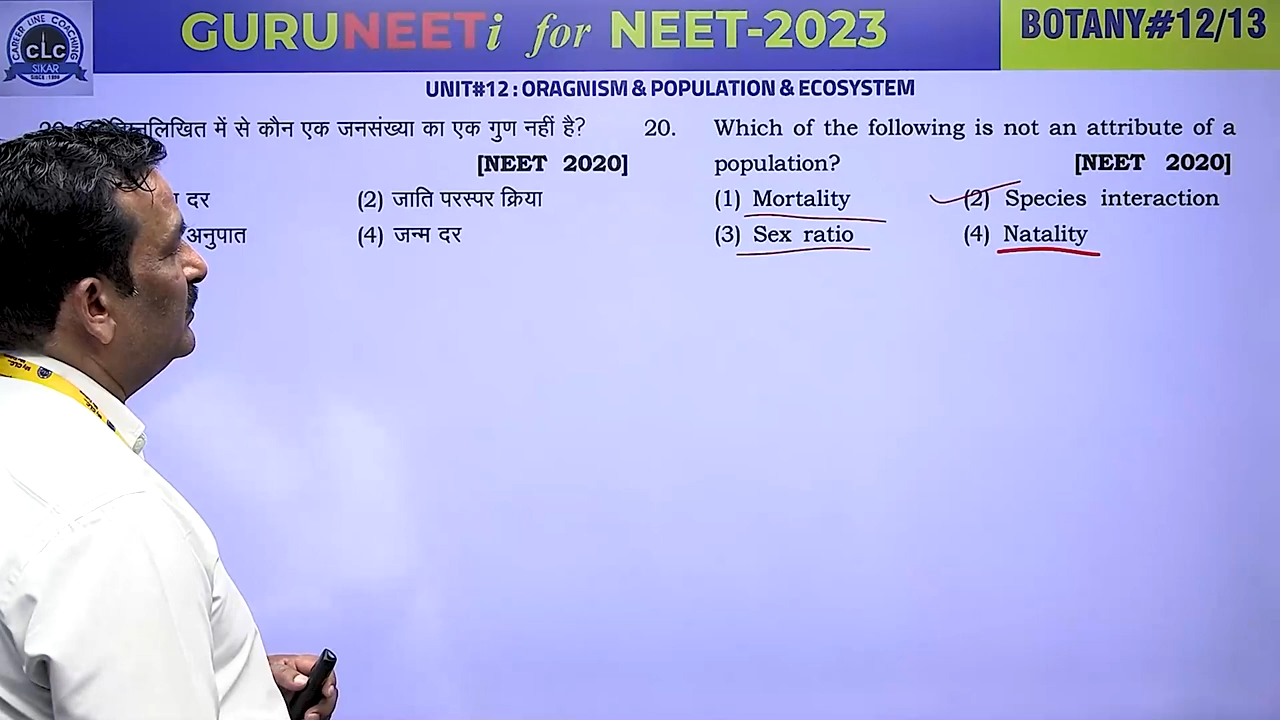 CAREER LINE COACHING
CLC
SIKAR
SINCE : 1996
GURUNEETi for NEET-2023
BOTANY#12/13
UNIT#12 : ORAGNISM & POPULATION & ECOSYSTEM
में से कौन एक जनसंख्या का एक गुण नहीं है?
[NEET 2020]
दर (2) जाति परस्पर क्रिया
अनुपात (4) जन्म दर
20. Which of the following is not an attribute of a
population? [NEET 2020]
(1) Mortality (2) Species interaction
(3) Sex ratio (4) Natality